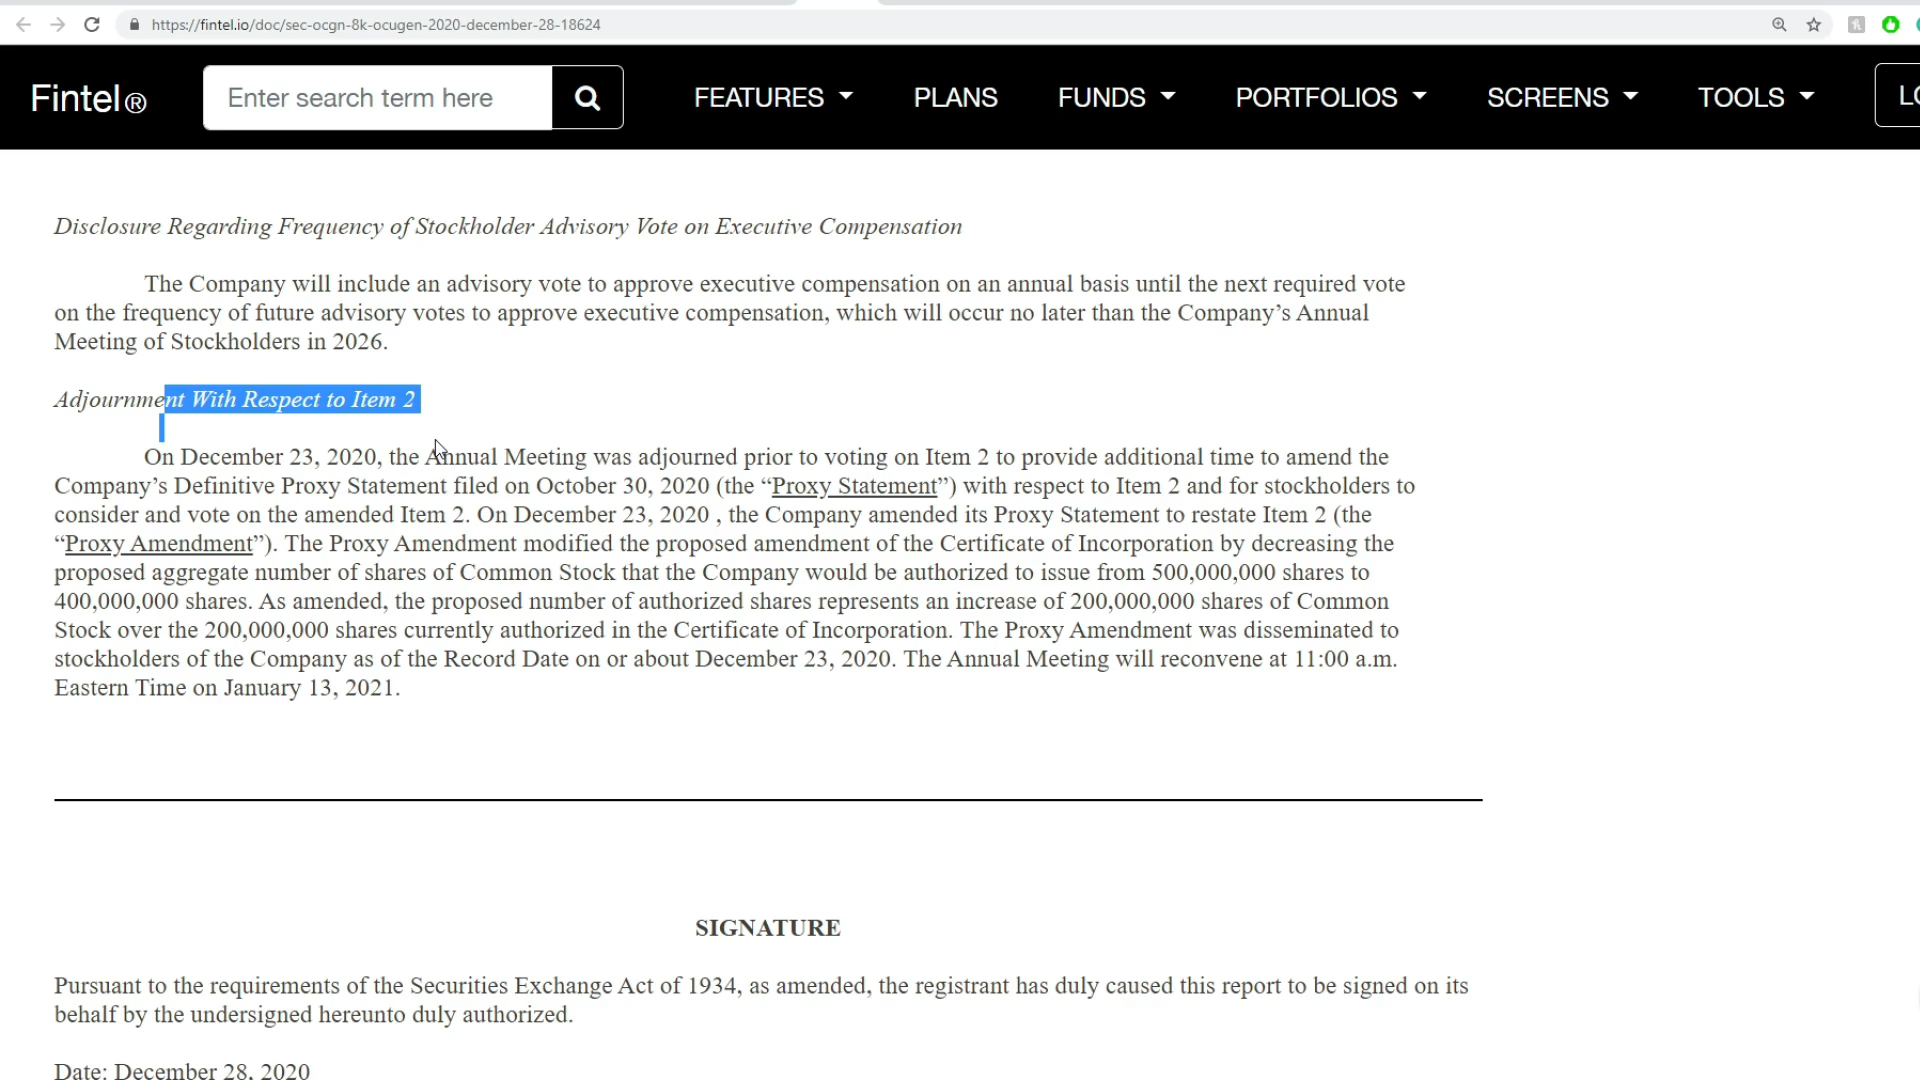 https://fintel.io/doc/sec-ocgn-8k-ocugen-2020-december-28-18624
Fintel® Enter search term here FEATURES PLANS FUNDS PORTFOLIOS SCREENS TOOLS
Disclosure Regarding Frequency of Stockholder Advisory Vote on Executive Compensation
The Company will include an advisory vote to approve executive compensation on an annual basis until the next required vote
on the frequency of future advisory votes to approve executive compensation, which will occur no later than the Company’s Annual
Meeting of Stockholders in 2026.
Adjournment With Respect to Item 2
On December 23, 2020, the Annual Meeting was adjourned prior to voting on Item 2 to provide additional time to amend the
Company’s Definitive Proxy Statement filed on October 30, 2020 (the “Proxy Statement”) with respect to Item 2 and for stockholders to
consider and vote on the amended Item 2. On December 23, 2020 , the Company amended its Proxy Statement to restate Item 2 (the
“Proxy Amendment”). The Proxy Amendment modified the proposed amendment of the Certificate of Incorporation by decreasing the
proposed aggregate number of shares of Common Stock that the Company would be authorized to issue from 500,000,000 shares to
400,000,000 shares. As amended, the proposed number of authorized shares represents an increase of 200,000,000 shares of Common
Stock over the 200,000,000 shares currently authorized in the Certificate of Incorporation. The Proxy Amendment was disseminated to
stockholders of the Company as of the Record Date on or about December 23, 2020. The Annual Meeting will reconvene at 11:00 a.m.
Eastern Time on January 13, 2021.
SIGNATURE
Pursuant to the requirements of the Securities Exchange Act of 1934, as amended, the registrant has duly caused this report to be signed on its
behalf by the undersigned hereunto duly authorized.
Date: December 28, 2020